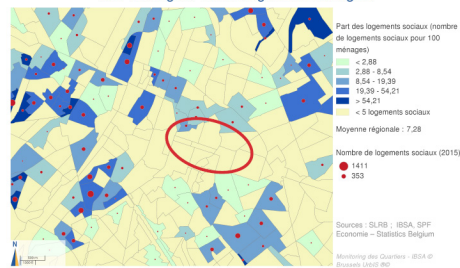 Part des logements sociaux (nombre
de logements sociaux pour 100
ménages)
< 2,88
2,88 - 8,54
8,54 - 19,39
19,39 - 54,21
> 54,21
< 5 logements sociaux
Moyenne régionale : 7,28
Nombre de logements sociaux (2015)
1411
353
Sources : SLRB ; IBSA, SPF
Economie – Statistics Belgium
Monitoring des Quartiers - IBSA ©
Brussels UrbIS ®©
N